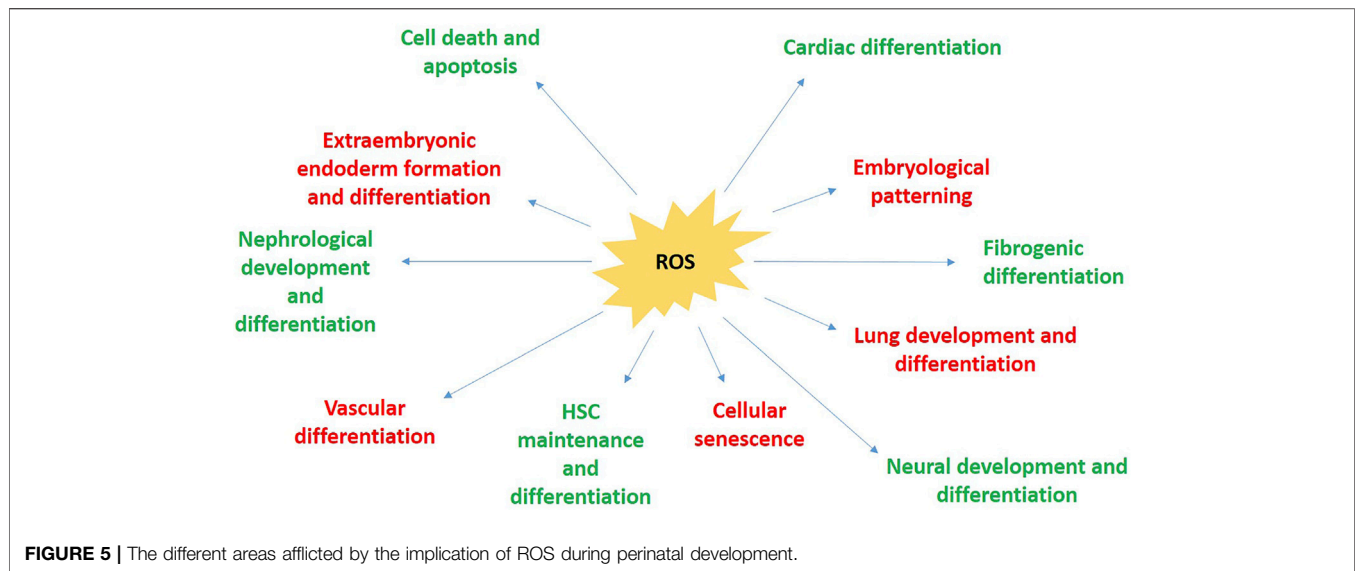 Cell death and
apoptosis
Cardiac differentiation
Extraembryonic
endoderm formation
and differentiation
Embryological
patterning
Nephrological
development
and
differentiation
ROS
Fibrogenic
differentiation
Lung development and
differentiation
Vascular
differentiation
HSC
maintenance
and
differentiation
Cellular
senescence
Neural development and
differentiation
FIGURE 5 | The different areas afflicted by the implication of ROS during perinatal development.